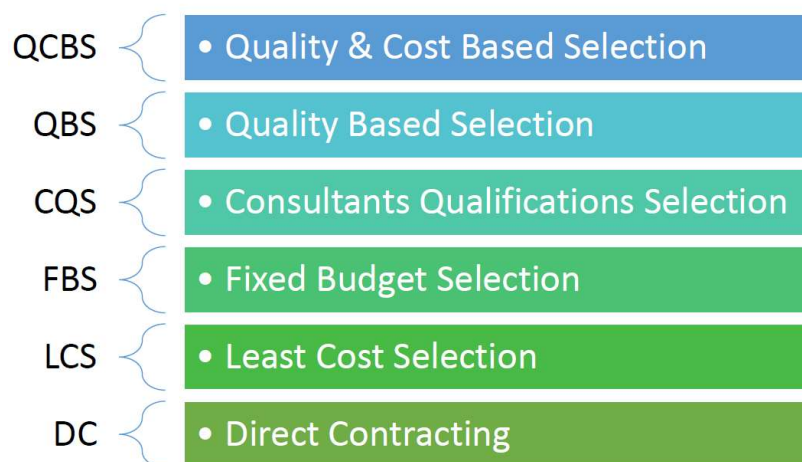 QCBS • Quality & Cost Based Selection
QBS • Quality Based Selection
CQS • Consultants Qualifications Selection
FBS • Fixed Budget Selection
LCS • Least Cost Selection
DC • Direct Contracting